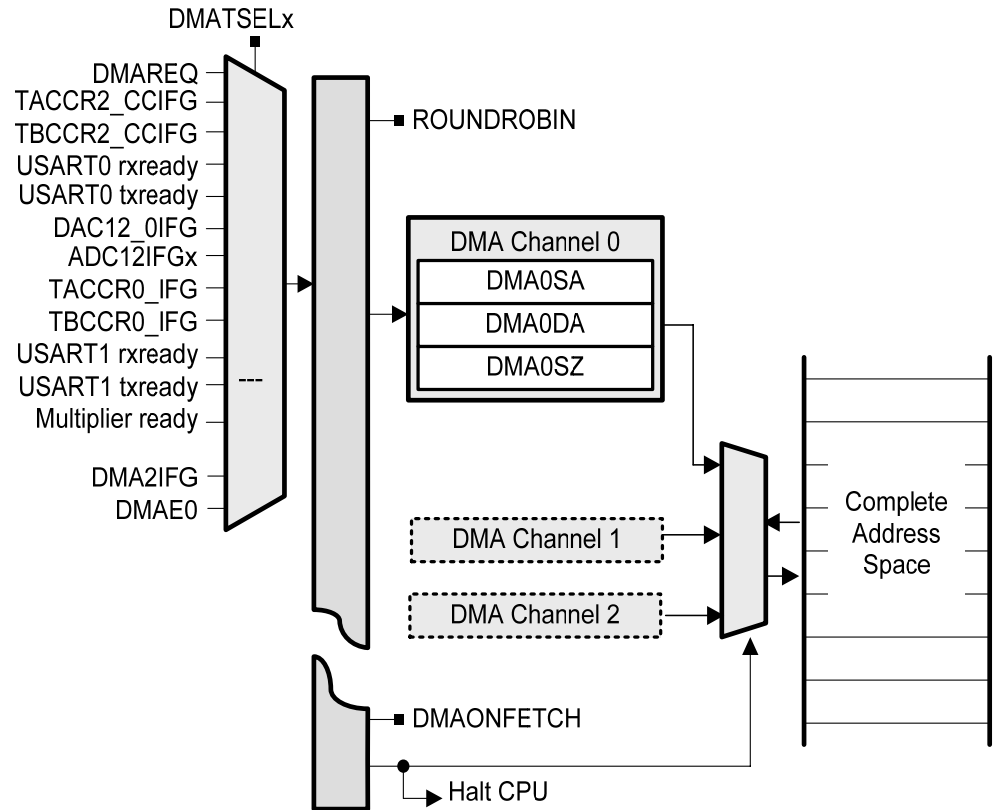 DMATSELx
DMAREQ
TACCR2_CCIFG
TBCCR2_CCIFG
USART0 rxready
USART0 txready
DAC12_0IFG
ADC12IFGx
TACCR0_IFG
TBCCR0_IFG
USART1 rxready
USART1 txready
Multiplier ready
DMA2IFG
DMAE0
---
ROUNDROBIN
DMA Channel 0
DMA0SA
DMA0DA
DMA0SZ
DMA Channel 1
DMA Channel 2
Complete
Address
Space
DMAONFETCH
Halt CPU